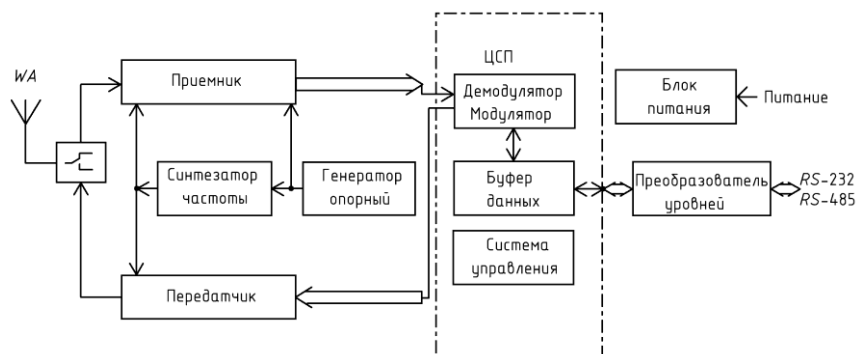 WA
Приемник
ЦСП
Демодулятор
Модулятор
Блок
питания
Питание
Синтезатор
частоты
Генератор
опорный
Буфер
данных
Преобразователь
уровней
RS-232
RS-485
Система
управления
Передатчик